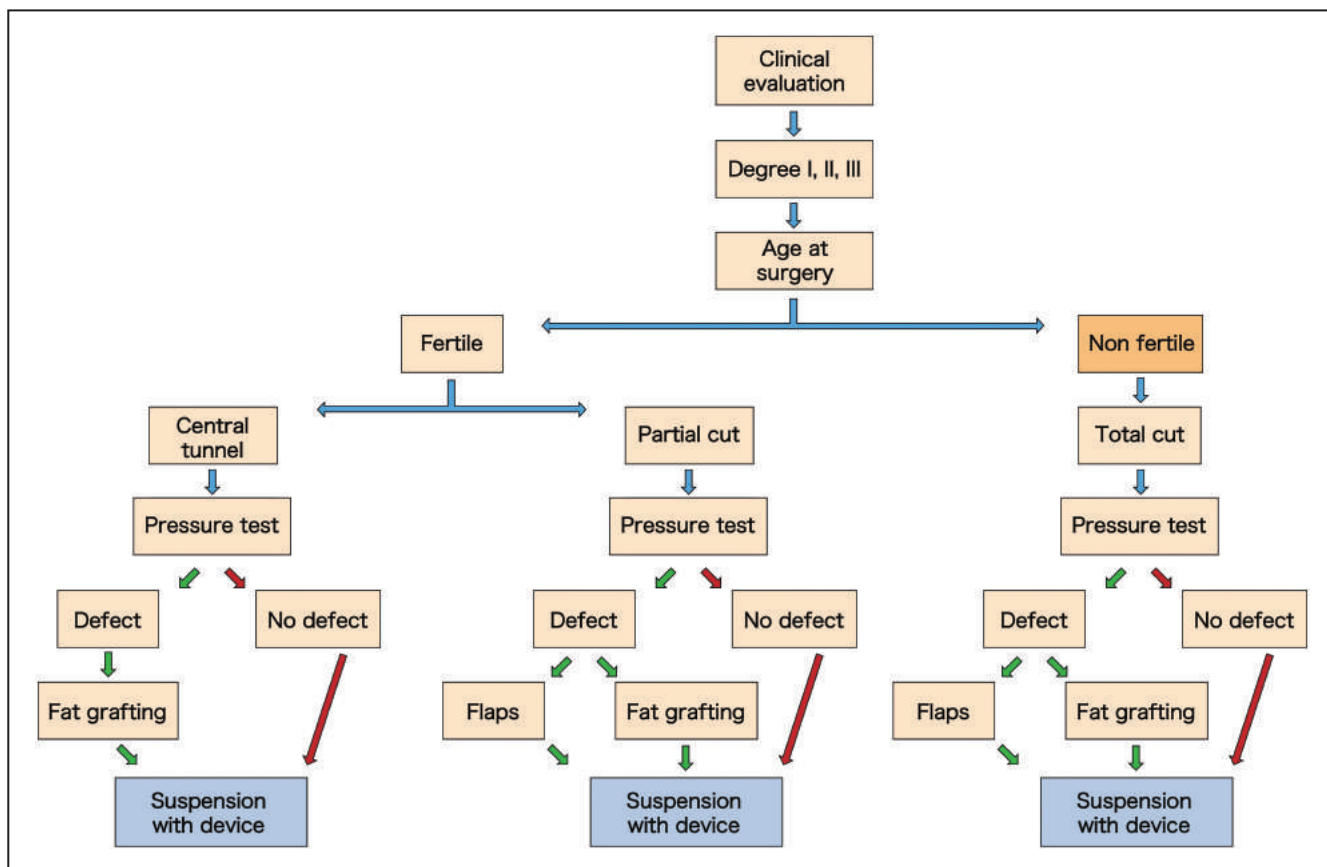 Clinical
evaluation
Degree I, II, III
Age at
surgery
Fertile
Non fertile
Central
tunnel
Partial cut
Total cut
Pressure test
Pressure test
Pressure test
Defect
No defect
Defect
No defect
Defect
No defect
Fat grafting
Flaps
Fat grafting
Flaps
Fat grafting
Suspension
with device
Suspension
with device
Suspension
with device